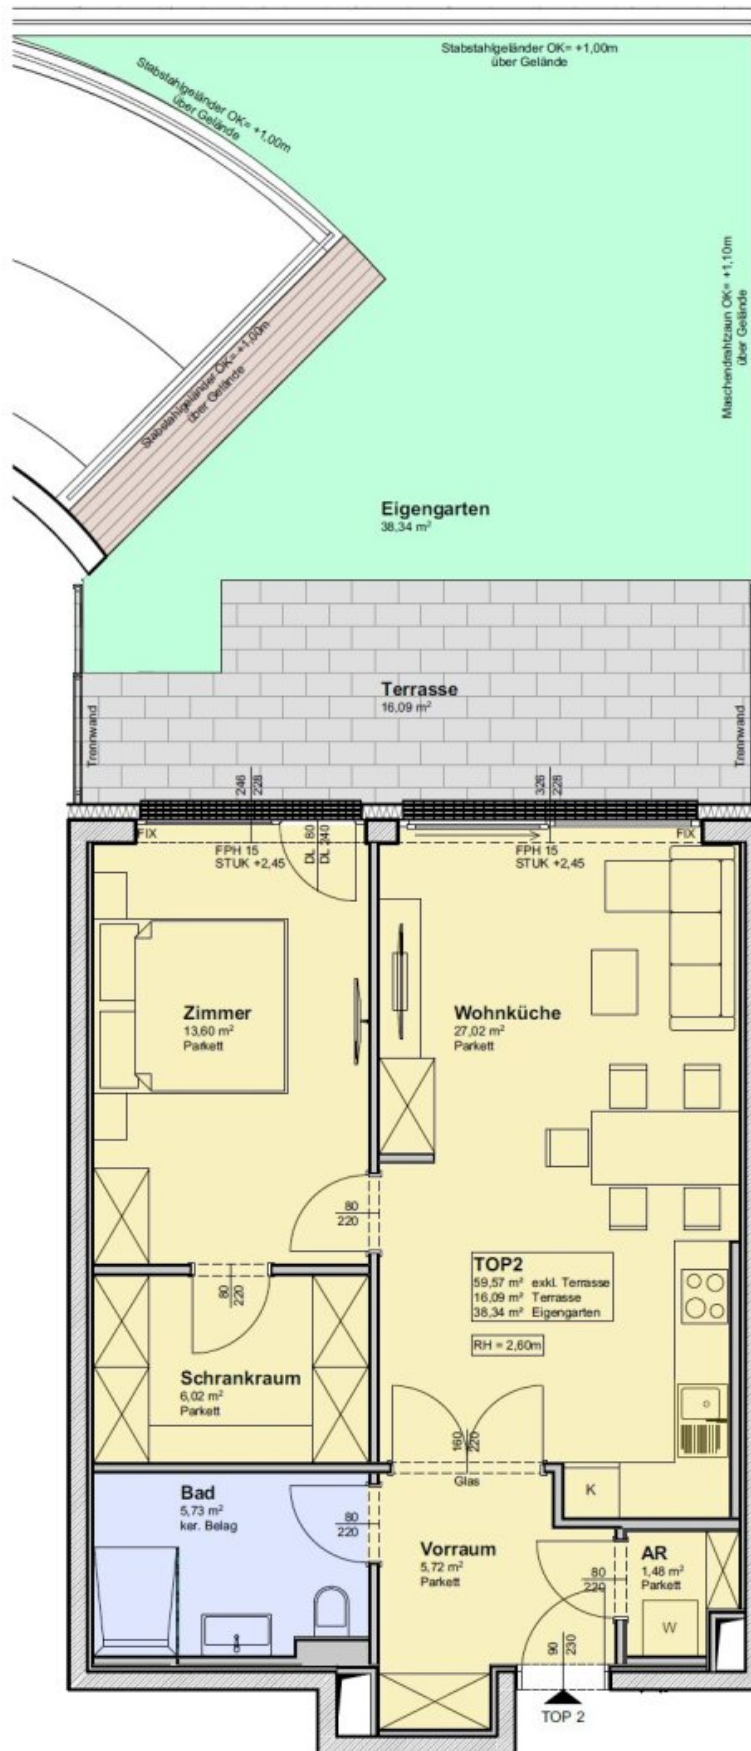 Stabstahlgeländer OK= +1,00m
über Gelände
Stabstahlgeländer OK= +1,00m
über Gelände
Maschendrahtzaun OK= +1,10m
über Gelände
Stabstahlgeländer OK= +1,00m
über Gelände
Eigengarten
38,34 m²
Terrasse
16,09 m²
Trennwand
Trennwand
246
228
326
228
FIX
FPH 15
STUK +2,45
DL 80
DL 240
FPH 15
STUK +2,45
FIX
Zimmer
13,60 m²
Parkett
Wohnküche
27,02 m²
Parkett
80
220
TOP2
59,57 m² exkl. Terrasse
16,09 m² Terrasse
38,34 m² Eigengarten
RH = 2,60m
80
220
Schrankraum
6,02 m²
Parkett
160
220
Glas
K
Bad
5,73 m²
ker. Belag
80
220
Vorraum
5,72 m²
Parkett
80
220
AR
1,48 m²
Parkett
W
90
230
TOP 2